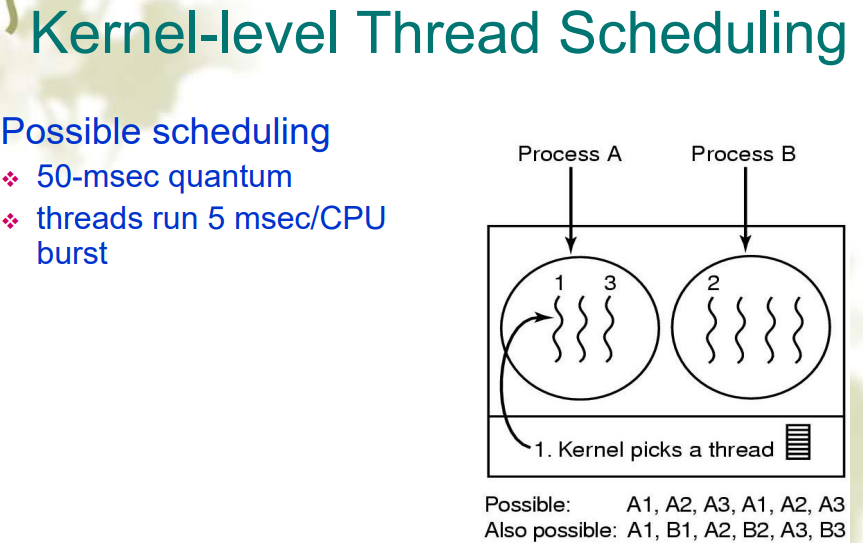 Kernel-level Thread Scheduling
Possible scheduling
50-msec quantum
threads run 5 msec/CPU
burst
Process A Process B
1 3 2
1. Kernel picks a thread
Possible: A1, A2, A3, A1, A2, A3
Also possible: A1, B1, A2, B2, A3, B3